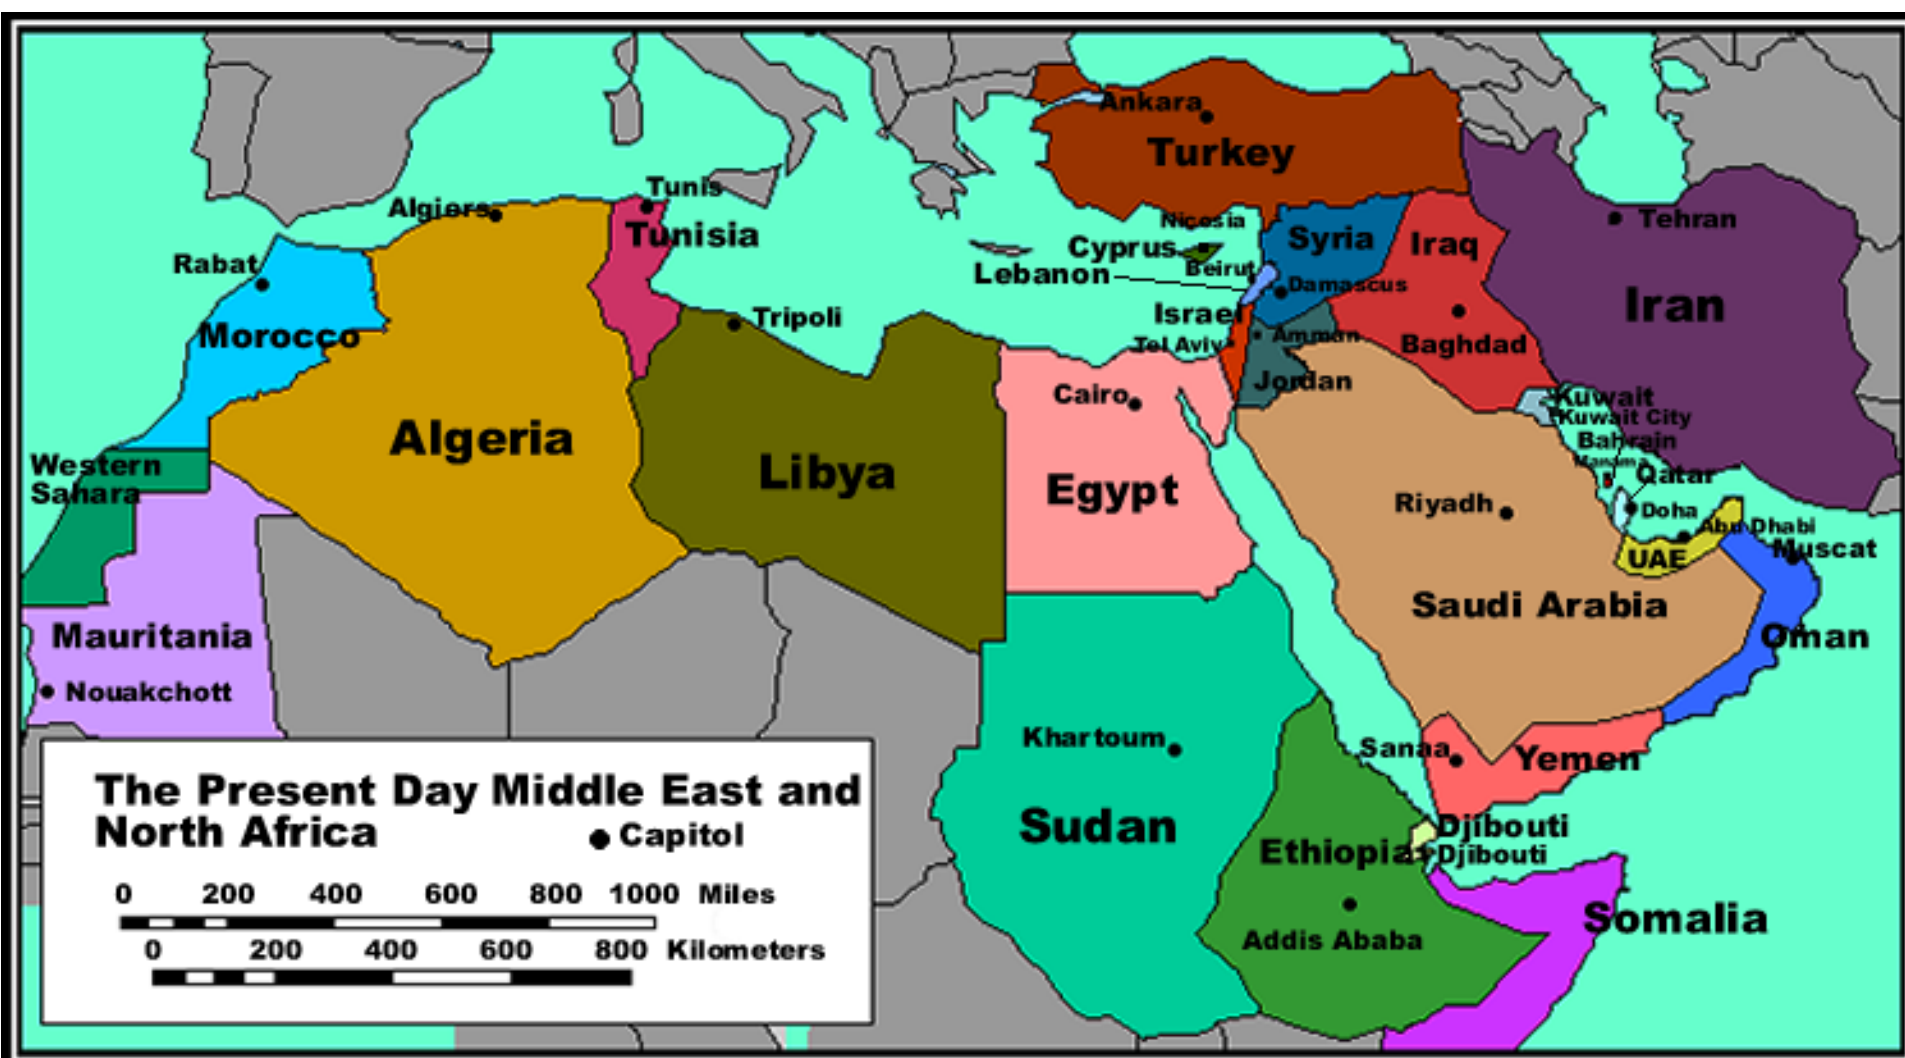 Ankara
Turkey
Tunis
Algiers
Tunisia
Nicosia
Cyprus
Syria
Iraq
Tehran
Rabat
Beirut
Lebanon
Damascus
Iran
Morocco
Tripoli
Israel
Tel Aviv
Amman
Baghdad
Jordan
Cairo
Kuwait
Kuwait City
Algeria
Bahrain
Manama
Libya
Egypt
Qatar
Western
Sahara
Riyadh
Doha
Abu Dhabi
Muscat
UAE
Saudi Arabia
Mauritania
Oman
Nouakchott
Khartoum
Sanaa
Yemen
Sudan
Djibouti
Djibouti
Ethiopia
Addis Ababa
Somalia
The Present Day Middle East and
North Africa
Capitol
0 200 400 600 800 1000 Miles
0 200 400 600 800 Kilometers